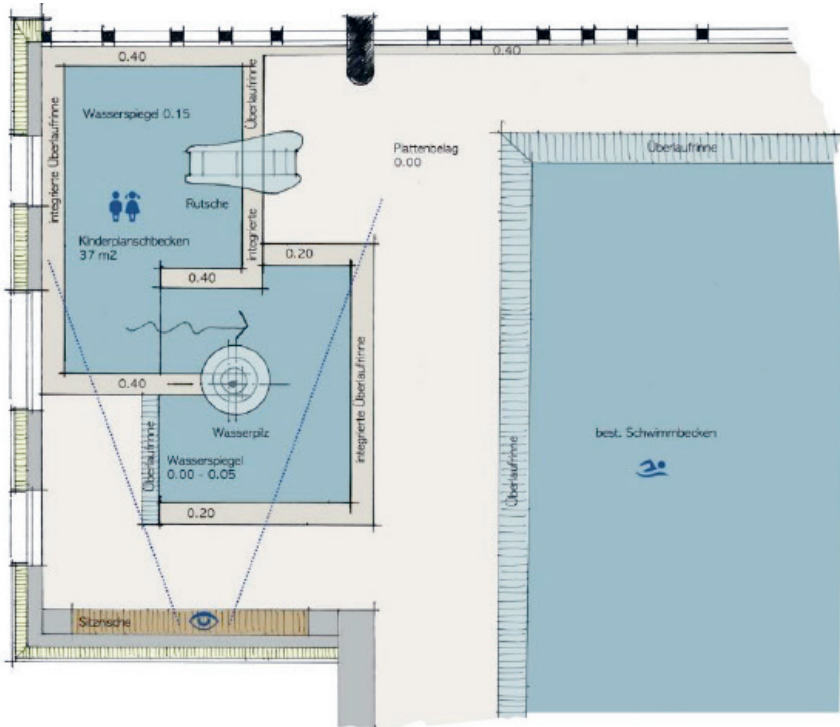 0.40
0.40
integrierte Überlaufrinne
Wasserspiegel 0.15
Überlaufrinne
integrierte
Plattenbelag
0.00
Überlaufrinne
Rutsche
Kinderplanschbecken
37 m2
0.20
0.40
0.40
integrierte Überlaufrinne
Wasserpilz
best. Schwimmbecken
Wasserspiegel
0.00 - 0.05
Überlaufrinne
Überlaufrinne
0.20
Sitznische